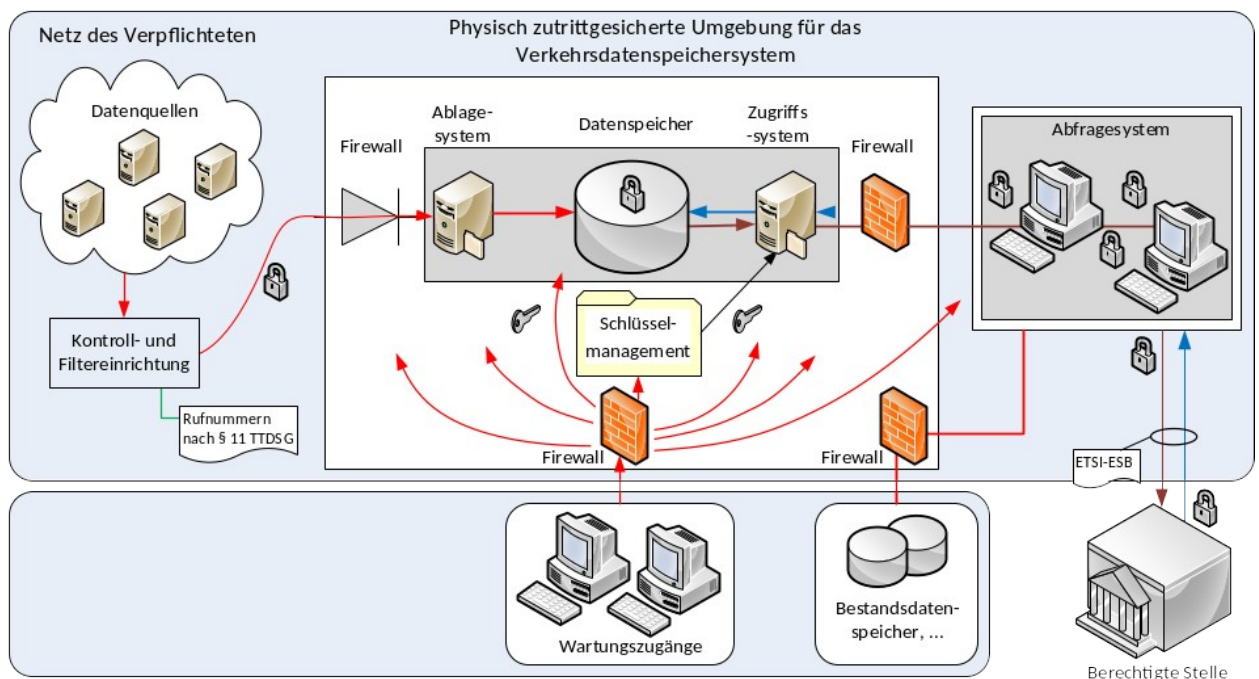 Netz des Verpflichteten
Physisch zutrittgesicherte Umgebung für das
Verkehrsdatenspeichersystem
Datenquellen
Firewall
Ablage-
system
Datenspeicher
Zugriffs
-system
Firewall
Abfragesystem
Kontroll- und
Filtereinrichtung
Schlüssel-
management
Rufnummern
nach § 11 TTDSG
Firewall
Firewall
ETSI-ESB
Wartungszugänge
Bestandsdaten-
speicher, ...
Berechtigte Stelle